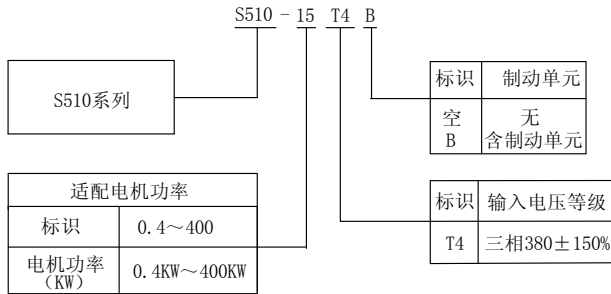 S510 - 15 T4 B
S510系列
标识 制动单元
空 无
B 含制动单元
适配电机功率
标识 0.4～400
电机功率（KW） 0.4KW～400KW
标识 输入电压等级
T4 三相380±150%